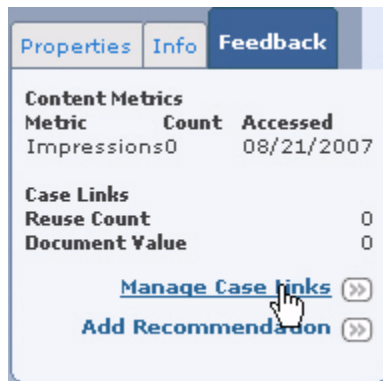 Properties Info Feedback
Content Metrics
Metric Count Accessed
Impressions0 08/21/2007
Case Links
Reuse Count 0
Document Value 0
Manage Case Links
Add Recommendation